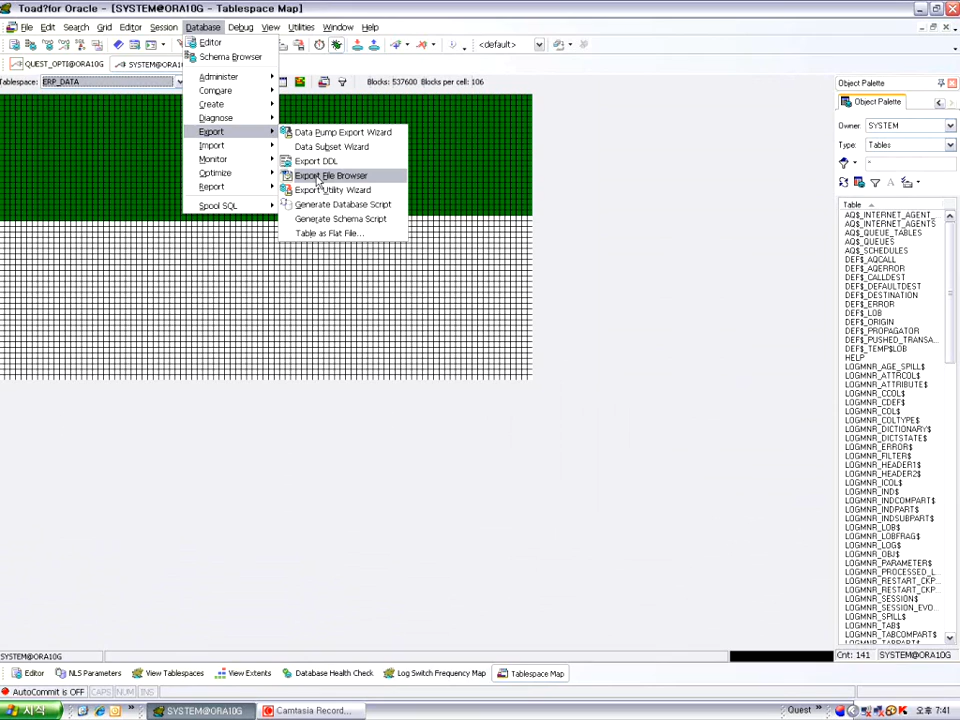 Toad?for Oracle - [SYSTEM@ORA10G - (Tablespace Map)]
File Edit Search Grid Editor Session Database Debug View Utilities Window Help
<default>
QUEST_OPTI@ORA10G SYSTEM@ORA10G
Tablespace: ERP_DATA Blocks: 537600 Blocks per cell: 106
Editor
Schema Browser
Administer
Compare
Create
Diagnose
Export
Import
Monitor
Optimize
Report
Spool SQL
Data Pump Export Wizard
Data Subset Wizard
Export DDL
Export File Browser
Export Utility Wizard
Generate Database Script
Generate Schema Script
Table as Flat File...
Object Palette
Object Palette
Owner: SYSTEM
Type: Tables
*
Table
AQ$_INTERNET_AGENT_
AQ$_INTERNET_AGENTS
AQ$_QUEUE_TABLES
AQ$_QUEUES
AQ$_SCHEDULES
DEF$_AQCALL
DEF$_AQERROR
DEF$_CALLDEST
DEF$_DEFAULTDEST
DEF$_DESTINATION
DEF$_ERROR
DEF$_LOB
DEF$_ORIGIN
DEF$_PROPAGATOR
DEF$_PUSHED_TRANSA...
DEF$_TEMP$LOB
HELP
LOGMNR_AGE_SPILL$
LOGMNR_ATTRCOL$
LOGMNR_ATTRIBUTE$
LOGMNR_CCOL$
LOGMNR_CDEF$
LOGMNR_COL$
LOGMNR_COLTYPE$
LOGMNR_DICTIONARY$
LOGMNR_DICTSTATE$
LOGMNR_ERROR$
LOGMNR_FILTER$
LOGMNR_HEADER1$
LOGMNR_HEADER2$
LOGMNR_ICOL$
LOGMNR_IND$
LOGMNR_INDCOMPART$
LOGMNR_INDPART$
LOGMNR_INDSUBPART$
LOGMNR_LOB$
LOGMNR_LOBFRAG$
LOGMNR_LOG$
LOGMNR_OBJ$
LOGMNR_PARAMETER$
LOGMNR_PROCESSED_L...
LOGMNR_RESTART_CKP...
LOGMNR_RESTART_CKP...
LOGMNR_SESSION$
LOGMNR_SESSION_EVO...
LOGMNR_SPILL$
LOGMNR_TAB$
LOGMNR_TABCOMPART$
SYSTEM@ORA10G Cnt: 141 SYSTEM@ORA10G
Editor NLS Parameters View Tablespaces View Extents Database Health Check Log Switch Frequency Map Tablespace Map
AutoCommit is OFF CAPS NUM INS
시작 SYSTEM@ORA10G Camtasia Record... Quest 오후 7:41